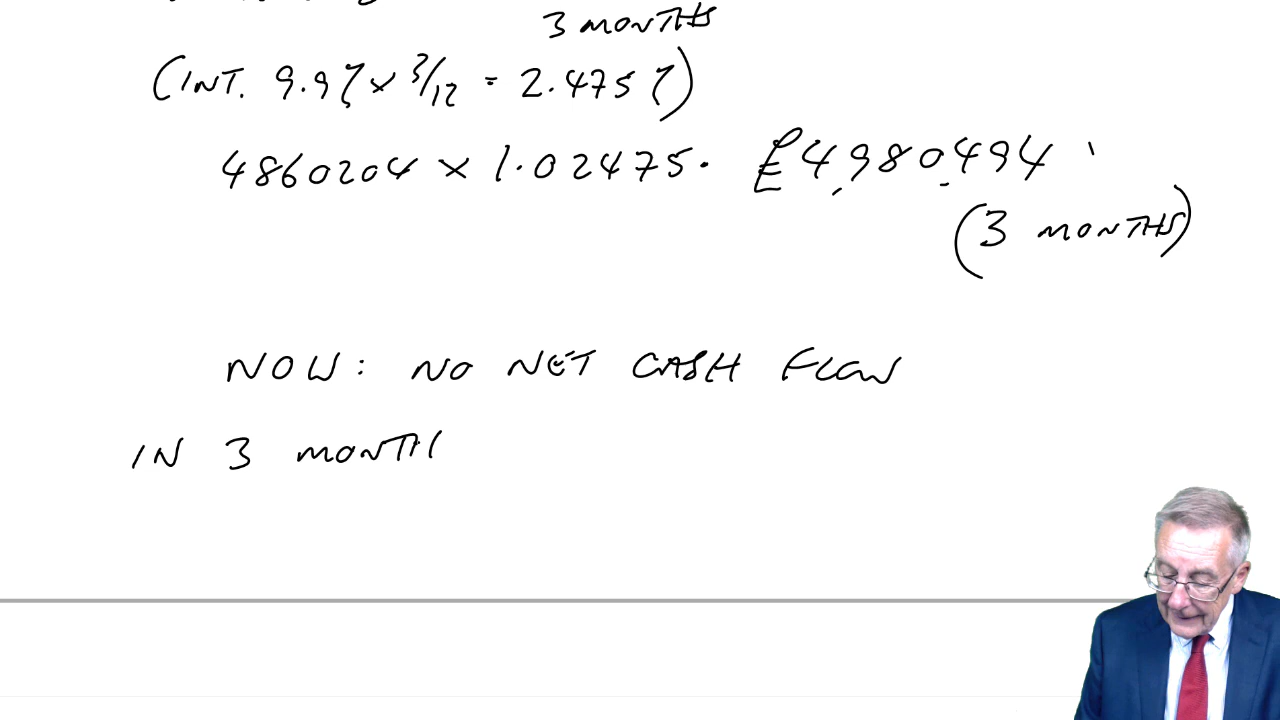 3 MONTHS
(INT. 9.9% × 3/12 = 2.475%)
4860204 × 1.02475 = £4,980,494
(3 MONTHS)
NOW: NO NET CASH FLOW
IN 3 MONTH